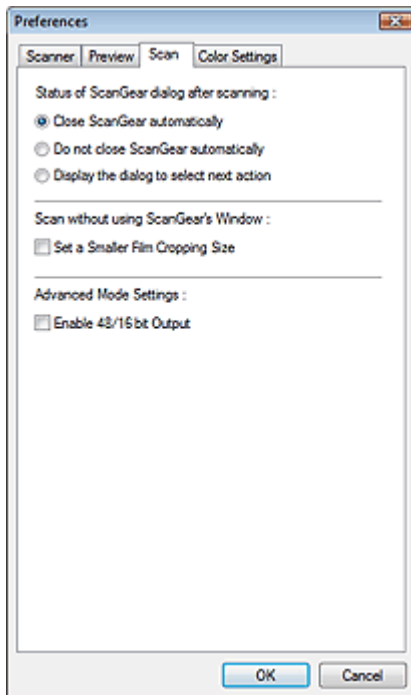 Preferences
Scanner Preview Scan Color Settings
Status of ScanGear dialog after scanning :
Close ScanGear automatically
Do not close ScanGear automatically
Display the dialog to select next action
Scan without using ScanGear's Window :
Set a Smaller Film Cropping Size
Advanced Mode Settings :
Enable 48/16 bit Output
OK Cancel